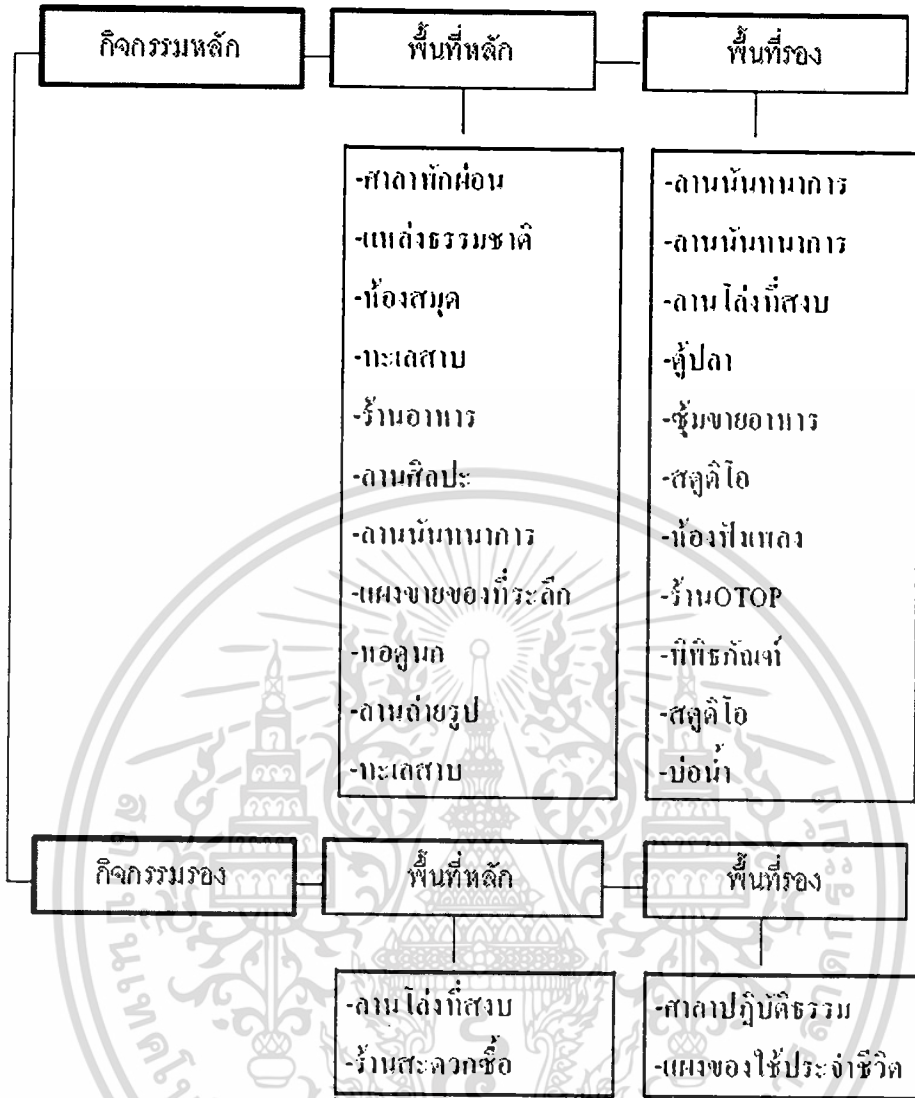 กิจกรรมหลัก
พื้นที่หลัก
พื้นที่รอง
-ศาลาพักผ่อน
-แหล่งธรรมชาติ
-ห้องสมุด
-ทะเลสาบ
-ร้านอาหาร
-ลานศิลปะ
-ลานนันทนาการ
-แผงขายของที่ระลึก
-หอดูนก
-ลานถ่ายรูป
-ทะเลสาบ
-ลานนันทนาการ
-ลานนันทนาการ
-ลานโล่งที่สงบ
-ตู้ปลา
-ซุ้มขายอาหาร
-สตูดิโอ
-ห้องฟังเพลง
-ร้านOTOP
-พิพิธภัณฑ์
-สตูดิโอ
-บ่อน้ำ
กิจกรรมรอง
พื้นที่หลัก
พื้นที่รอง
-ลานโล่งที่สงบ
-ร้านสะดวกซื้อ
-ศาลาปฏิบัติธรรม
-แผงของใช้ประจำชีวิต